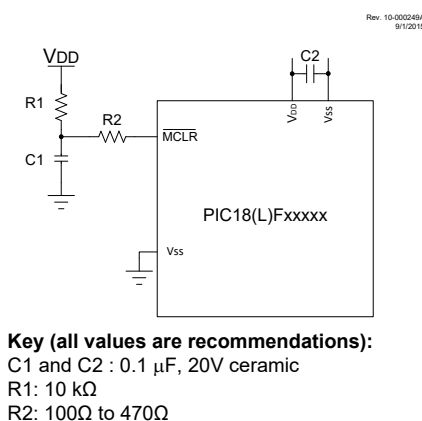 Rev. 10-000249A
9/1/2015
VDD
C2
R1
R2
VDD
Vss
MCLR
C1
PIC18(L)Fxxxxx
Vss
Key (all values are recommendations):
C1 and C2 : 0.1 μF, 20V ceramic
R1: 10 kΩ
R2: 100Ω to 470Ω